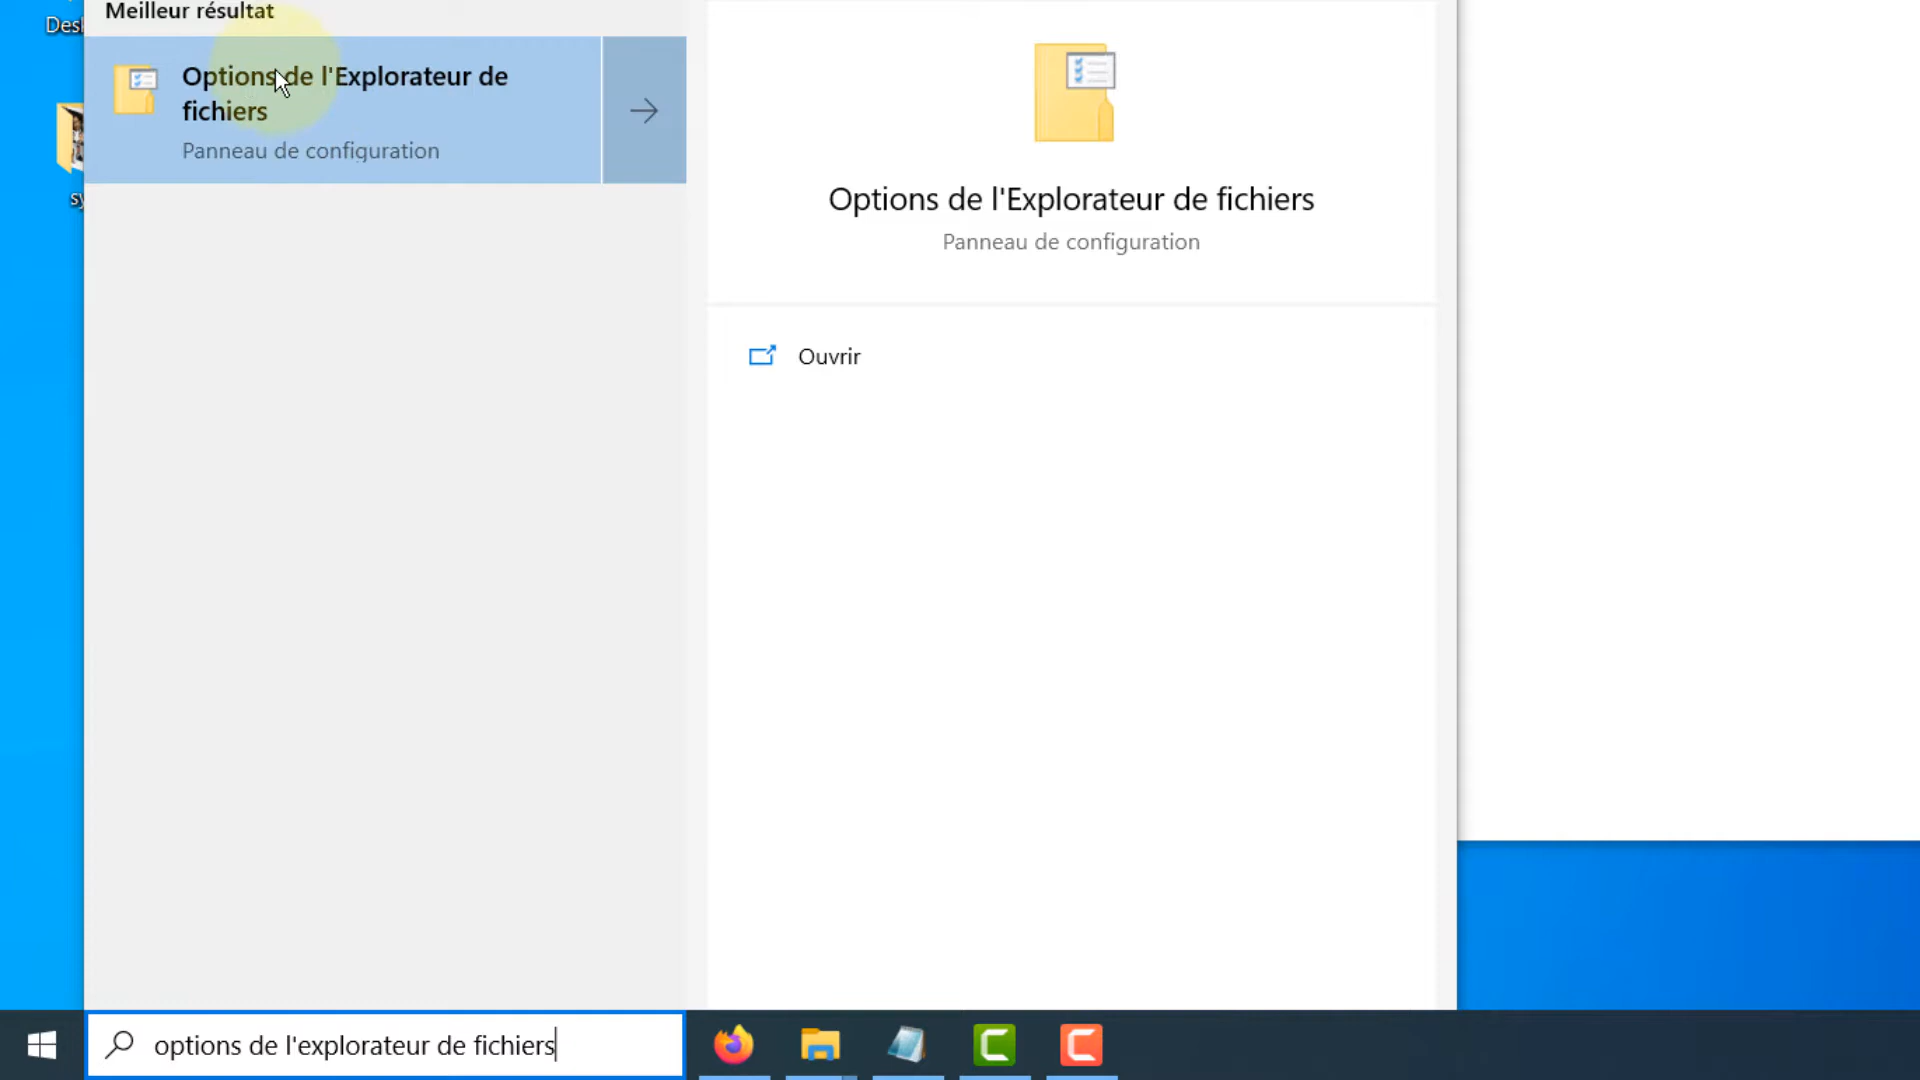 Meilleur résultat
Options de l'Explorateur de
fichiers
Panneau de configuration
Options de l'Explorateur de fichiers
Panneau de configuration
Ouvrir
options de l'explorateur de fichiers